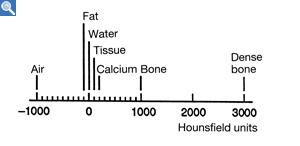 Fat
Water
Tissue
Air
Calcium Bone
Dense
bone
-1000 0 1000 2000 3000
Hounsfield units